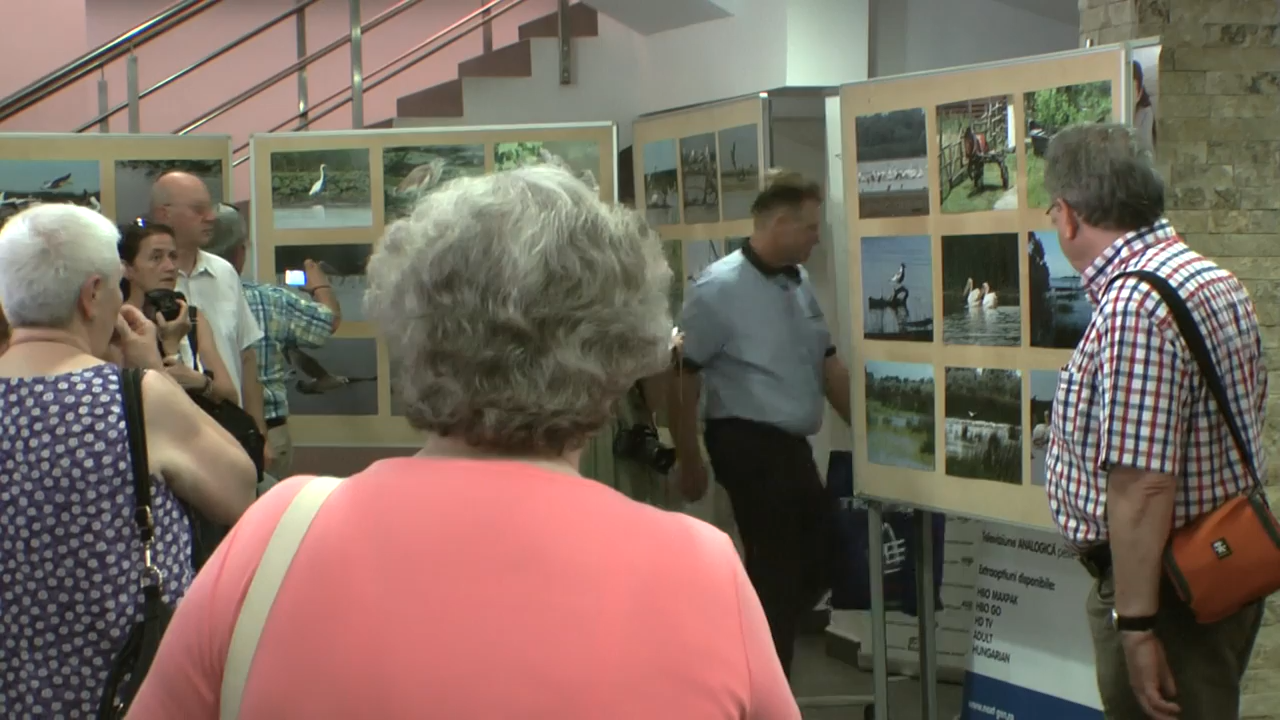 Televiziune ANALOGICĂ
Extraopțiuni disponibile:
HBO MAXPAK
HBO GO
HD TV
ADULT
HUNGARIAN